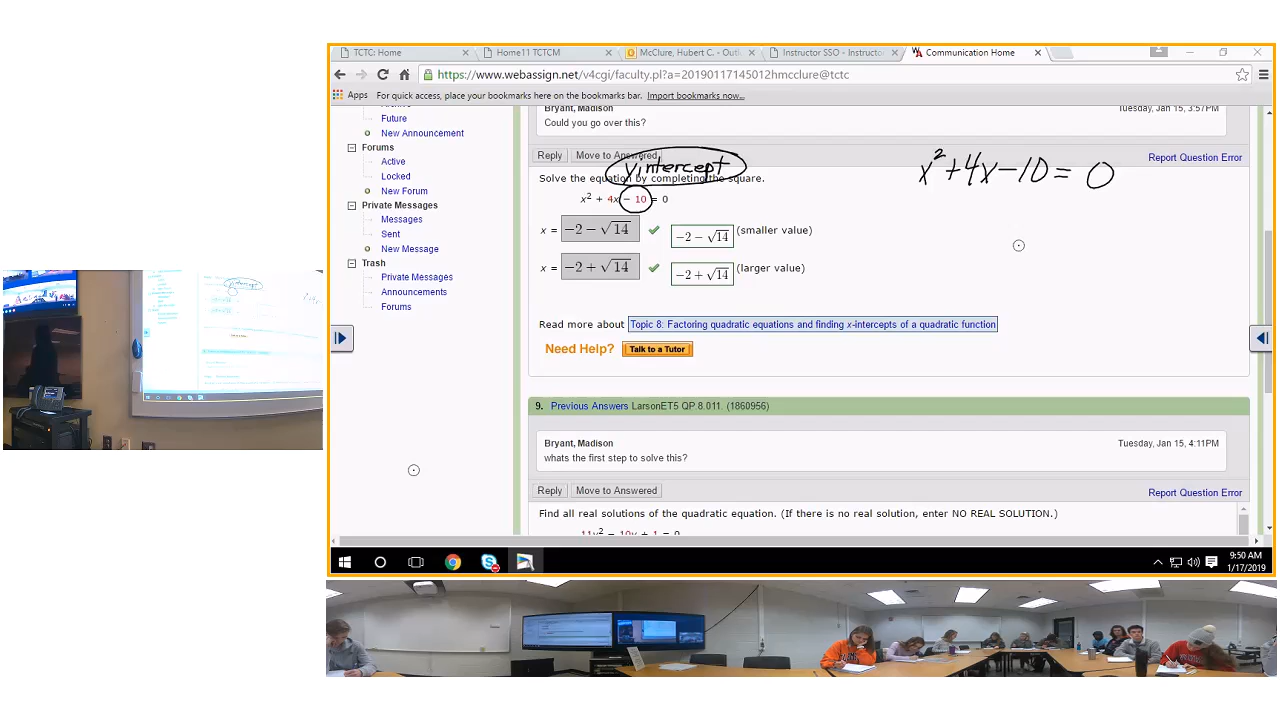 TCTC: Home
Home11 TCTCM
McClure, Hubert C. - Outl
Instructor SSO - Instructo
WA Communication Home
https://www.webassign.net/v4cgi/faculty.pl?a=20190117145012hmcclure@tctc
Apps For quick access, place your bookmarks here on the bookmarks bar. Import bookmarks now...
Archive
Future
New Announcement
Forums
Active
Locked
New Forum
Private Messages
Messages
Sent
New Message
Trash
Private Messages
Announcements
Forums
Bryant, Madison Tuesday, Jan 15, 3:57PM
Could you go over this?
Reply Move to Answered Report Question Error
y intercept
Solve the equation by completing the square.
x² + 4x − 10 = 0
x = −2 − √14 −2 − √14 (smaller value)
x = −2 + √14 −2 + √14 (larger value)
x² + 4x − 10 = 0
Read more about Topic 8: Factoring quadratic equations and finding x-intercepts of a quadratic function
Need Help? Talk to a Tutor
9. Previous Answers LarsonET5 QP 8.011. (1860956)
Bryant, Madison Tuesday, Jan 15, 4:11PM
whats the first step to solve this?
Reply Move to Answered Report Question Error
Find all real solutions of the quadratic equation. (If there is no real solution, enter NO REAL SOLUTION.)
9:50 AM
1/17/2019